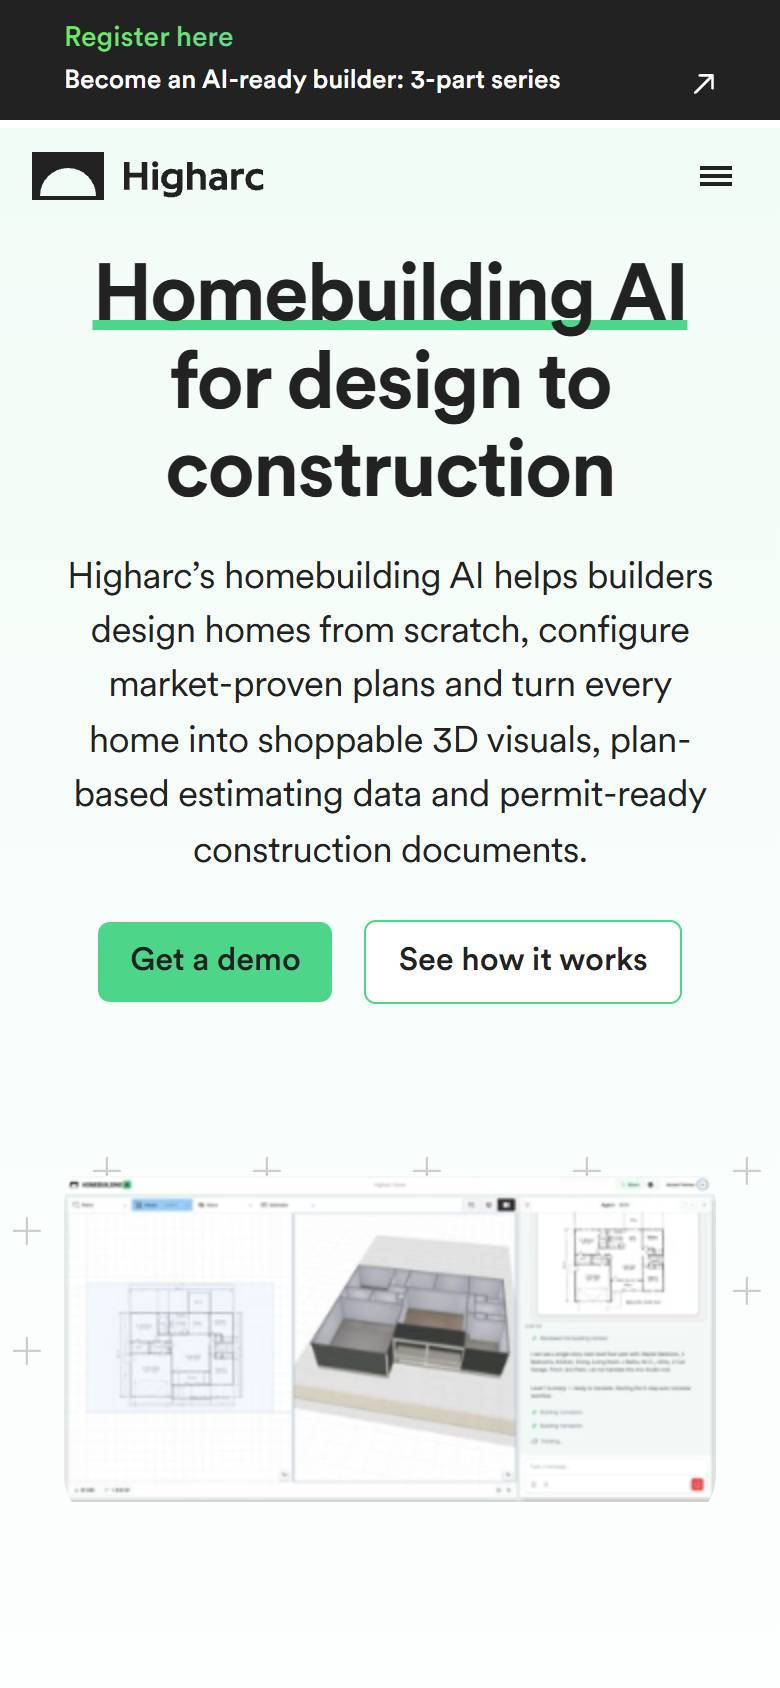 Register here
Become an AI-ready builder: 3-part series
Higharc
Homebuilding AI
for design to
construction
Higharc’s homebuilding AI helps builders
design homes from scratch, configure
market-proven plans and turn every
home into shoppable 3D visuals, plan-
based estimating data and permit-ready
construction documents.
Get a demo
See how it works